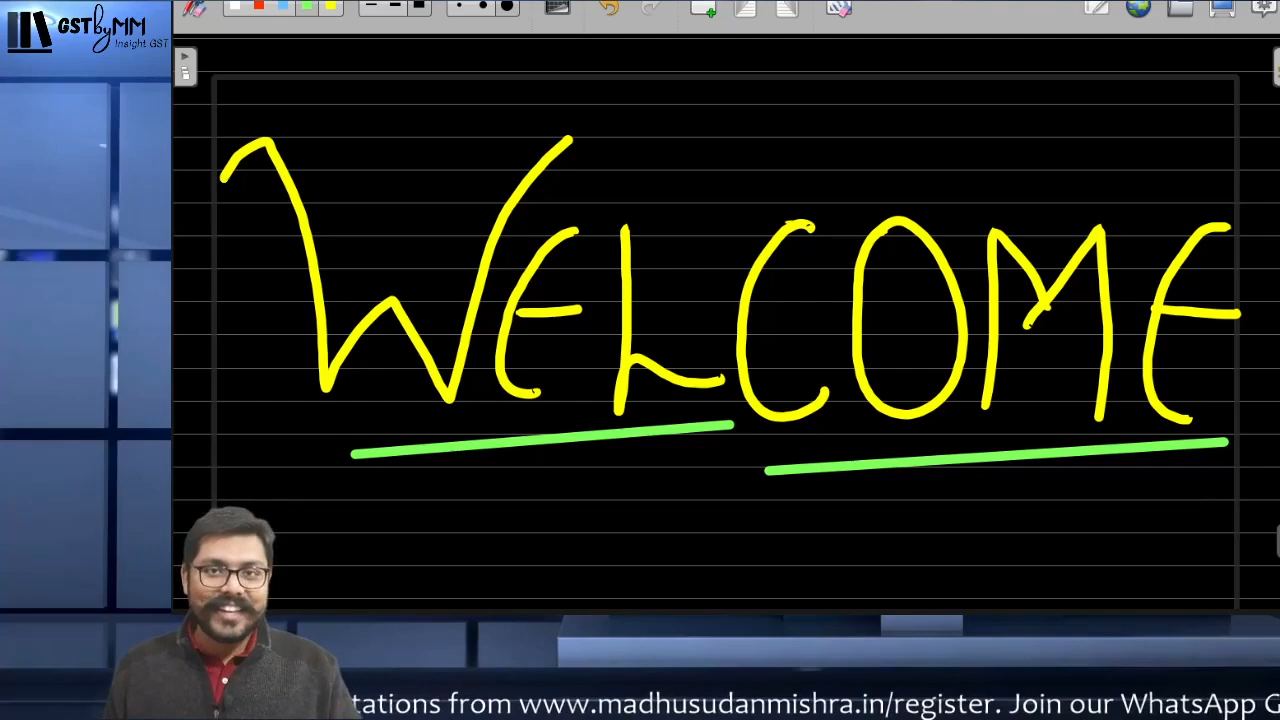 GSTbyMM
Insight GST
WELCOME
tations from www.madhusudanmishra.in/register. Join our WhatsApp G